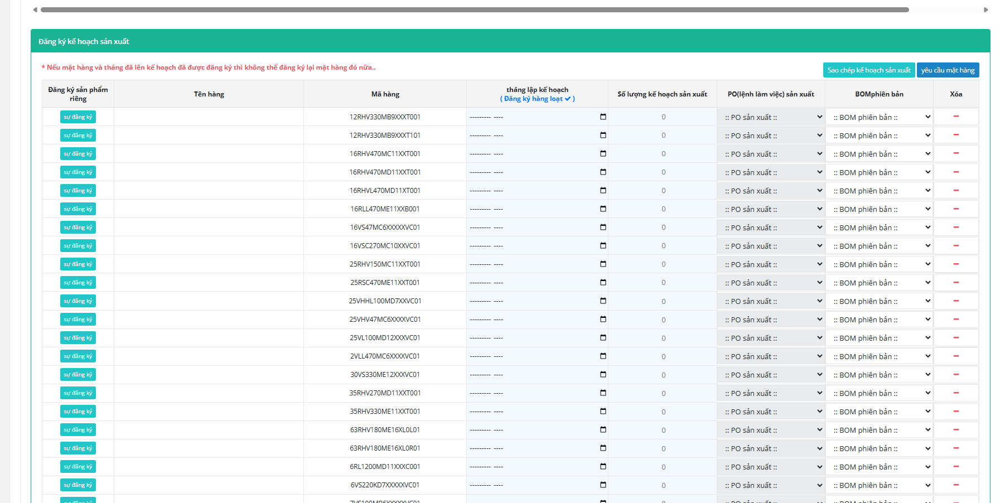 Đăng ký kế hoạch sản xuất
* Nếu mặt hàng và tháng đã lên kế hoạch đã được đăng ký thì không thể đăng ký lại mặt hàng đó nữa..
Sao chép kế hoạch sản xuất yêu cầu mặt hàng
Đăng ký sản phẩm riêng Tên hàng Mã hàng tháng lập kế hoạch ( Đăng ký hàng loạt ✔ ) Số lượng kế hoạch sản xuất PO(lệnh làm việc) sản xuất BOMphiên bản Xóa
sự đăng ký 12RHV330MB9XXXT001 --------- ---- 0 :: PO sản xuất :: :: BOM phiên bản ::
sự đăng ký 12RHV330MB9XXXT101 --------- ---- 0 :: PO sản xuất :: :: BOM phiên bản ::
sự đăng ký 16RHV470MC11XXT001 --------- ---- 0 :: PO sản xuất :: :: BOM phiên bản ::
sự đăng ký 16RHV470MD11XXT001 --------- ---- 0 :: PO sản xuất :: :: BOM phiên bản ::
sự đăng ký 16RHVL470MD11XT001 --------- ---- 0 :: PO sản xuất :: :: BOM phiên bản ::
sự đăng ký 16RLL470ME11XXB001 --------- ---- 0 :: PO sản xuất :: :: BOM phiên bản ::
sự đăng ký 16VS47MC6XXXXXVC01 --------- ---- 0 :: PO sản xuất :: :: BOM phiên bản ::
sự đăng ký 16VSC270MC10XXVC01 --------- ---- 0 :: PO sản xuất :: :: BOM phiên bản ::
sự đăng ký 25RHV150MC11XXT001 --------- ---- 0 :: PO sản xuất :: :: BOM phiên bản ::
sự đăng ký 25RSC470ME11XXT001 --------- ---- 0 :: PO sản xuất :: :: BOM phiên bản ::
sự đăng ký 25VHHL100MD7XXVC01 --------- ---- 0 :: PO sản xuất :: :: BOM phiên bản ::
sự đăng ký 25VHV47MC6XXXXVC01 --------- ---- 0 :: PO sản xuất :: :: BOM phiên bản ::
sự đăng ký 25VL100MD12XXXVC01 --------- ---- 0 :: PO sản xuất :: :: BOM phiên bản ::
sự đăng ký 2VLL470MC6XXXXVC01 --------- ---- 0 :: PO sản xuất :: :: BOM phiên bản ::
sự đăng ký 30VS330ME12XXXVC01 --------- ---- 0 :: PO sản xuất :: :: BOM phiên bản ::
sự đăng ký 35RHV270MD11XXT001 --------- ---- 0 :: PO sản xuất :: :: BOM phiên bản ::
sự đăng ký 35RHV330ME11XXT001 --------- ---- 0 :: PO sản xuất :: :: BOM phiên bản ::
sự đăng ký 63RHV180ME16XL0L01 --------- ---- 0 :: PO sản xuất :: :: BOM phiên bản ::
sự đăng ký 63RHV180ME16XL0R01 --------- ---- 0 :: PO sản xuất :: :: BOM phiên bản ::
sự đăng ký 6RL1200MD11XXXC001 --------- ---- 0 :: PO sản xuất :: :: BOM phiên bản ::
sự đăng ký 6VS220KD7XXXXXVC01 --------- ---- 0 :: PO sản xuất :: :: BOM phiên bản ::